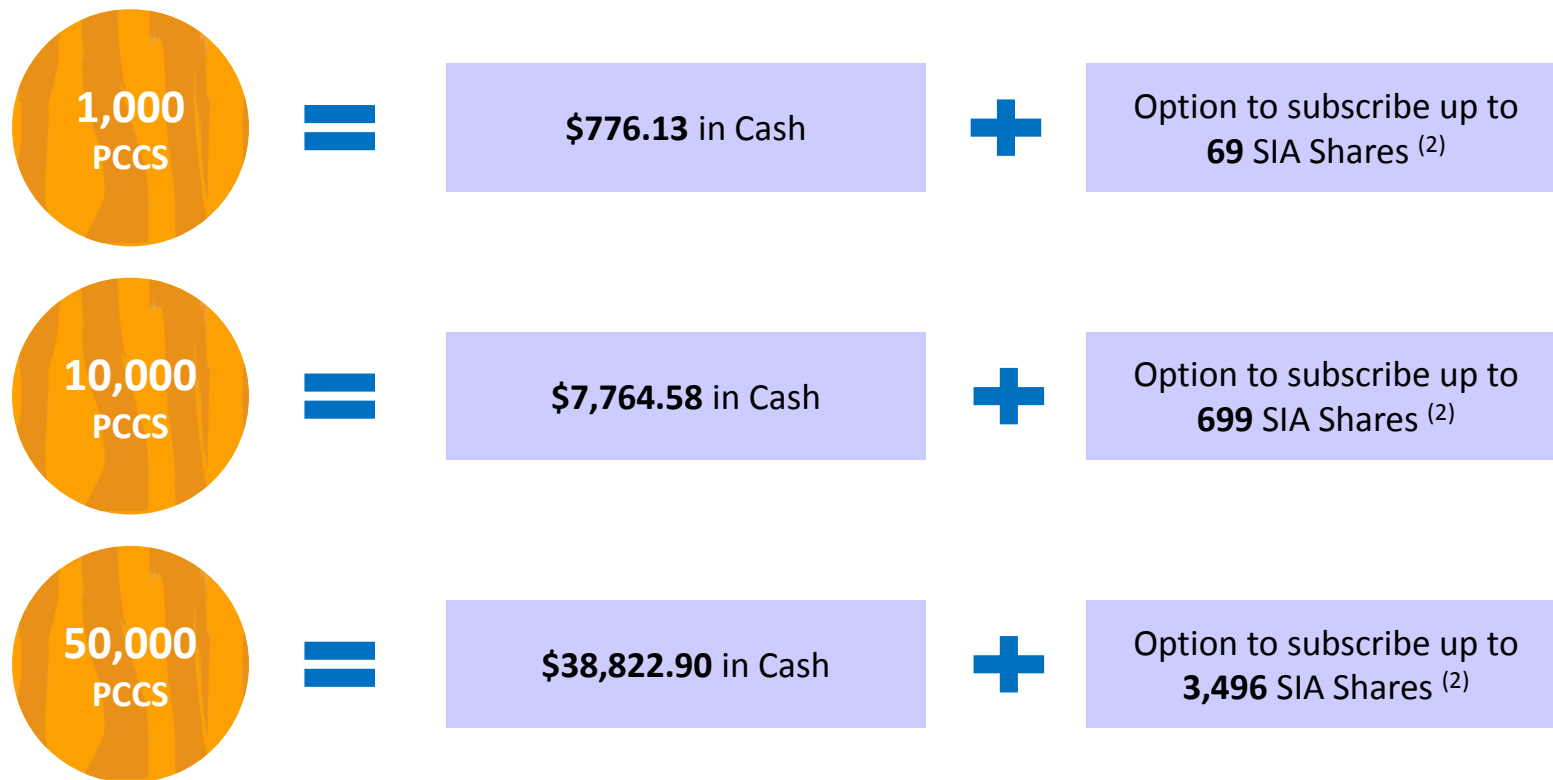 1,000
PCCS
$776.13 in Cash
Option to subscribe up to
69 SIA Shares (2)
10,000
PCCS
$7,764.58 in Cash
Option to subscribe up to
699 SIA Shares (2)
50,000
PCCS
$38,822.90 in Cash
Option to subscribe up to
3,496 SIA Shares (2)